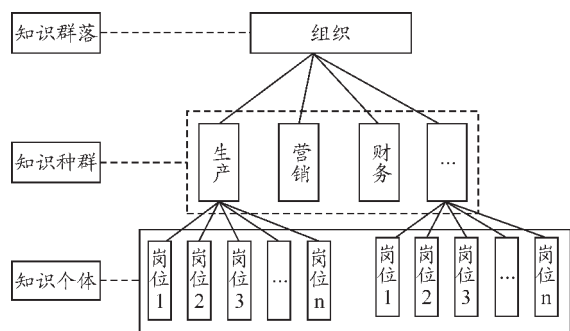 知识群落
组织
知识种群
生产
营销
财务
...
知识个体
岗位1
岗位2
岗位3
...
岗位n
岗位1
岗位2
岗位3
...
岗位n